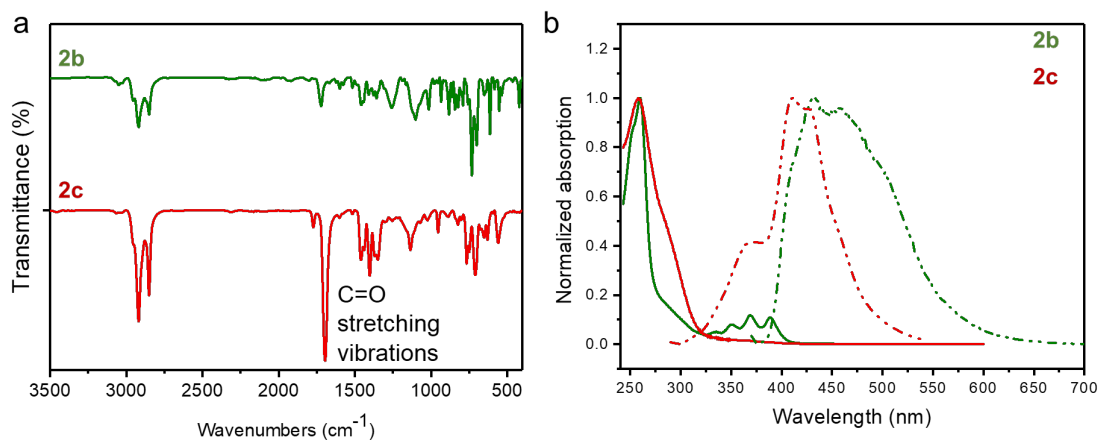 a
2b
2c
C=O
stretching
vibrations
Transmittance (%)
3500 3000 2500 2000 1500 1000 500
Wavenumbers (cm⁻¹)
b
2b
2c
Normalized absorption
1.2
1.0
0.8
0.6
0.4
0.2
0.0
250 300 350 400 450 500 550 600 650 700
Wavelength (nm)